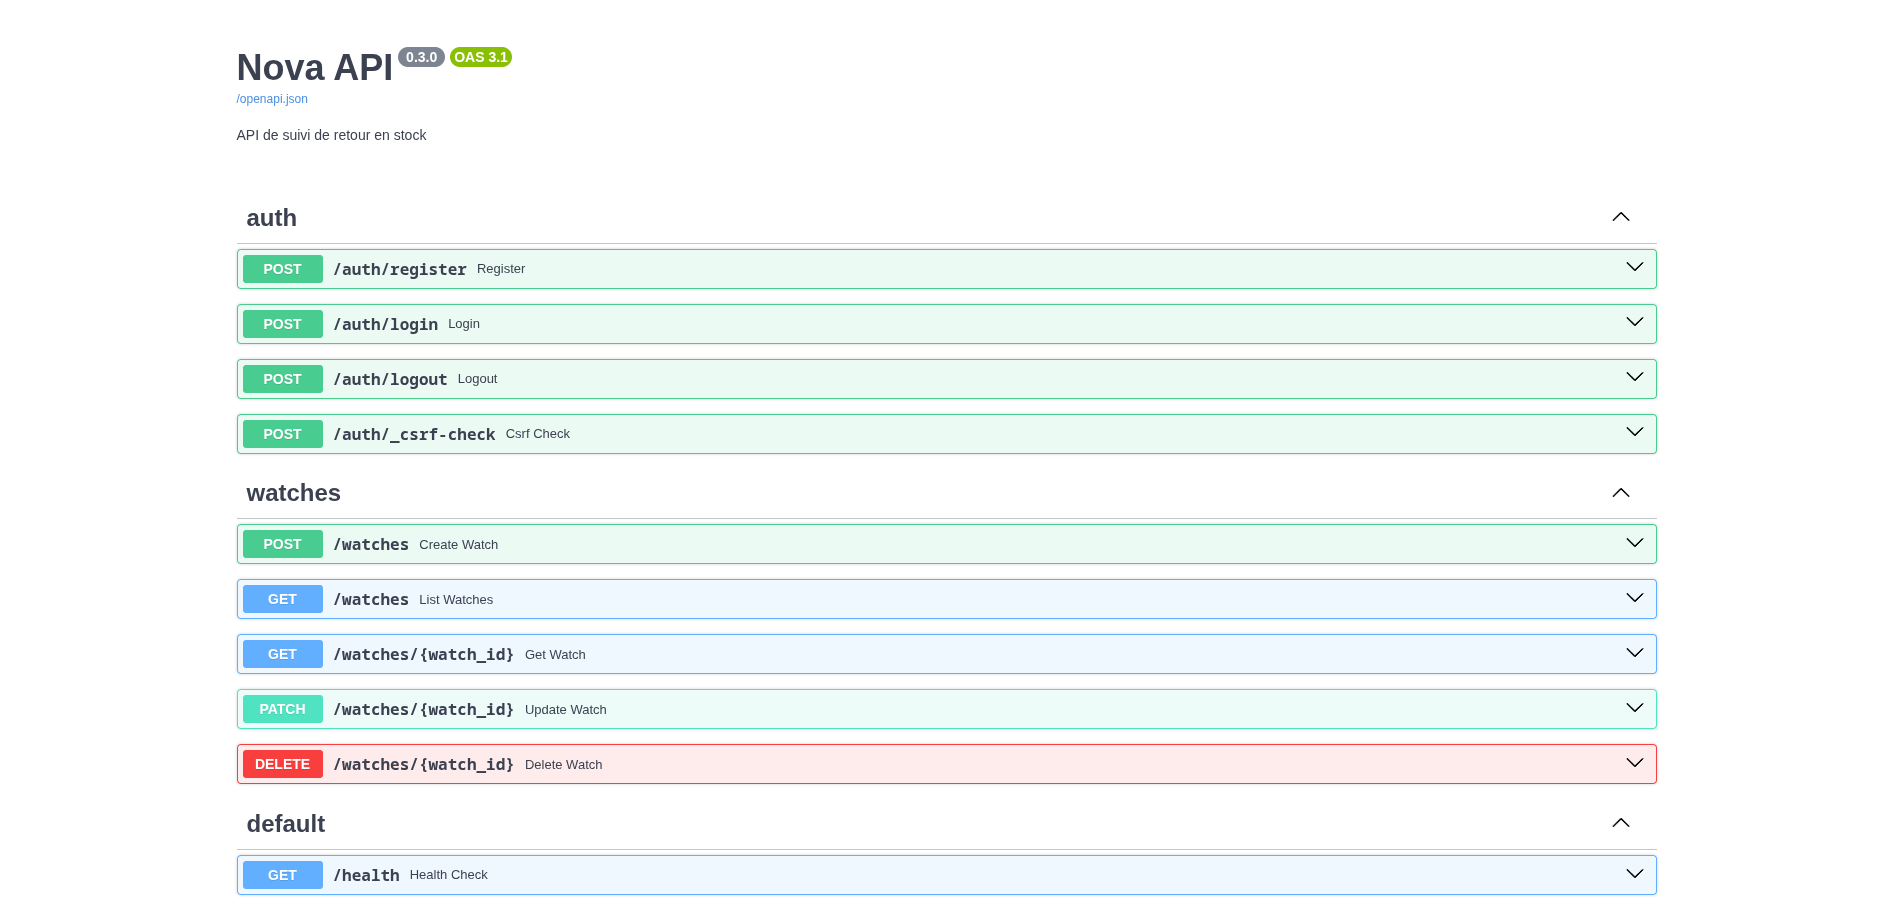 Nova API 0.3.0 OAS 3.1
/openapi.json
API de suivi de retour en stock
auth
POST /auth/register Register
POST /auth/login Login
POST /auth/logout Logout
POST /auth/_csrf-check Csrf Check
watches
POST /watches Create Watch
GET /watches List Watches
GET /watches/{watch_id} Get Watch
PATCH /watches/{watch_id} Update Watch
DELETE /watches/{watch_id} Delete Watch
default
GET /health Health Check